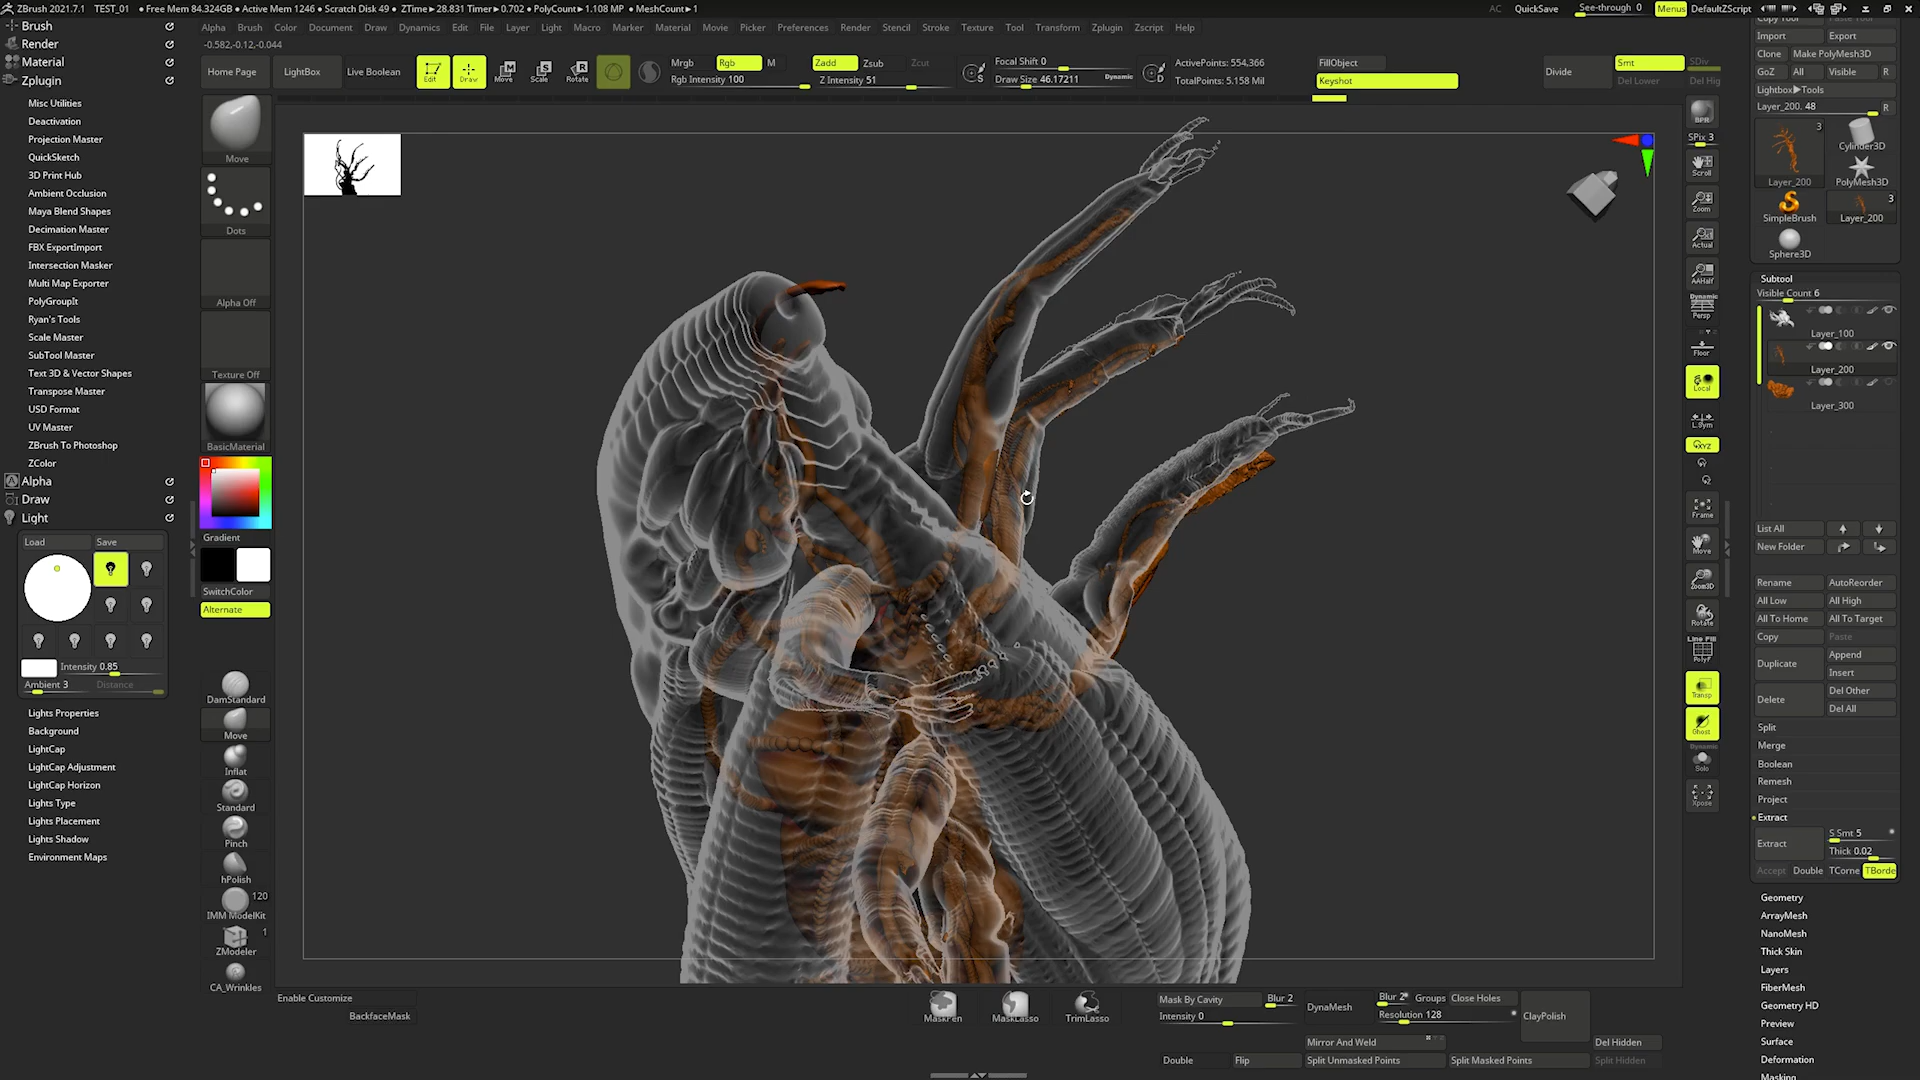 ZBrush 2021.7.1 TEST_01 • Free Mem 84.324GB • Active Mem 1246 • Scratch Disk 49 • ZTime▶28.831 Timer▶0.702 • PolyCount▶1.108 MP • MeshCount▶1
AC QuickSave See-through 0 Menus DefaultZScript
Alpha Brush Color Document Draw Dynamics Edit File Layer Light Macro Marker Material Movie Picker Preferences Render Stencil Stroke Texture Tool Transform Zplugin Zscript Help
-0.582,-0.12,-0.044
Home Page LightBox Live Boolean Edit Draw Move Scale Rotate
Mrgb Rgb M
Rgb Intensity 100
Zadd Zsub Zcut
Z Intensity 51
Focal Shift 0
Draw Size 46.17211 Dynamic
S
D
ActivePoints: 554,366
TotalPoints: 5.158 Mil
FillObject
Keyshot
Divide
Smt
SDiv
Del Lower Del Hig
Brush
Render
Material
Zplugin
Misc Utilities
Deactivation
Projection Master
QuickSketch
3D Print Hub
Ambient Occlusion
Maya Blend Shapes
Decimation Master
FBX ExportImport
Intersection Masker
Multi Map Exporter
PolyGroupIt
Ryan's Tools
Scale Master
SubTool Master
Text 3D & Vector Shapes
Transpose Master
USD Format
UV Master
ZBrush To Photoshop
ZColor
Alpha
Draw
Light
Load Save
Intensity 0.85
Ambient 3 Distance
Lights Properties
Background
LightCap
LightCap Adjustment
LightCap Horizon
Lights Type
Lights Placement
Lights Shadow
Environment Maps
Move
Dots
Alpha Off
Texture Off
BasicMaterial
Gradient
SwitchColor
Alternate
DamStandard
Move
Inflat
Standard
Pinch
hPolish
120
IMM ModelKit
1
ZModeler
CA_Wrinkles
Enable Customize
BackfaceMask
MaskPen MaskLasso TrimLasso
Mask By Cavity Blur 2
Intensity 0
DynaMesh
Blur 2 Groups Close Holes
Resolution 128
ClayPolish
Mirror And Weld
Del Hidden
Double Flip Split Unmasked Points Split Masked Points Split Hidden
BPR
SPix 3
Scroll
Zoom
Actual
AAHalf
Dynamic
Persp
Floor
Local
L.Sym
XYZ
Frame
Move
Zoom3D
Rotate
Line Fill
PolyF
Transp
Ghost
Dynamic
Solo
Xpose
Copy Tool
Import Export
Clone Make PolyMesh3D
GoZ All Visible R
Lightbox▶Tools
Layer_200. 48 R
3
Layer_200
Cylinder3D
PolyMesh3D
SimpleBrush
3
Layer_200
Sphere3D
Subtool
Visible Count 6
Layer_100
Layer_200
Layer_300
List All
New Folder
Rename AutoReorder
All Low All High
All To Home All To Target
Copy Paste
Duplicate
Append
Insert
Delete
Del Other
Del All
Split
Merge
Boolean
Remesh
Project
Extract
Extract
S Smt 5
Thick 0.02
Accept Double TCorne TBorde
Geometry
ArrayMesh
NanoMesh
Thick Skin
Layers
FiberMesh
Geometry HD
Preview
Surface
Deformation
Masking